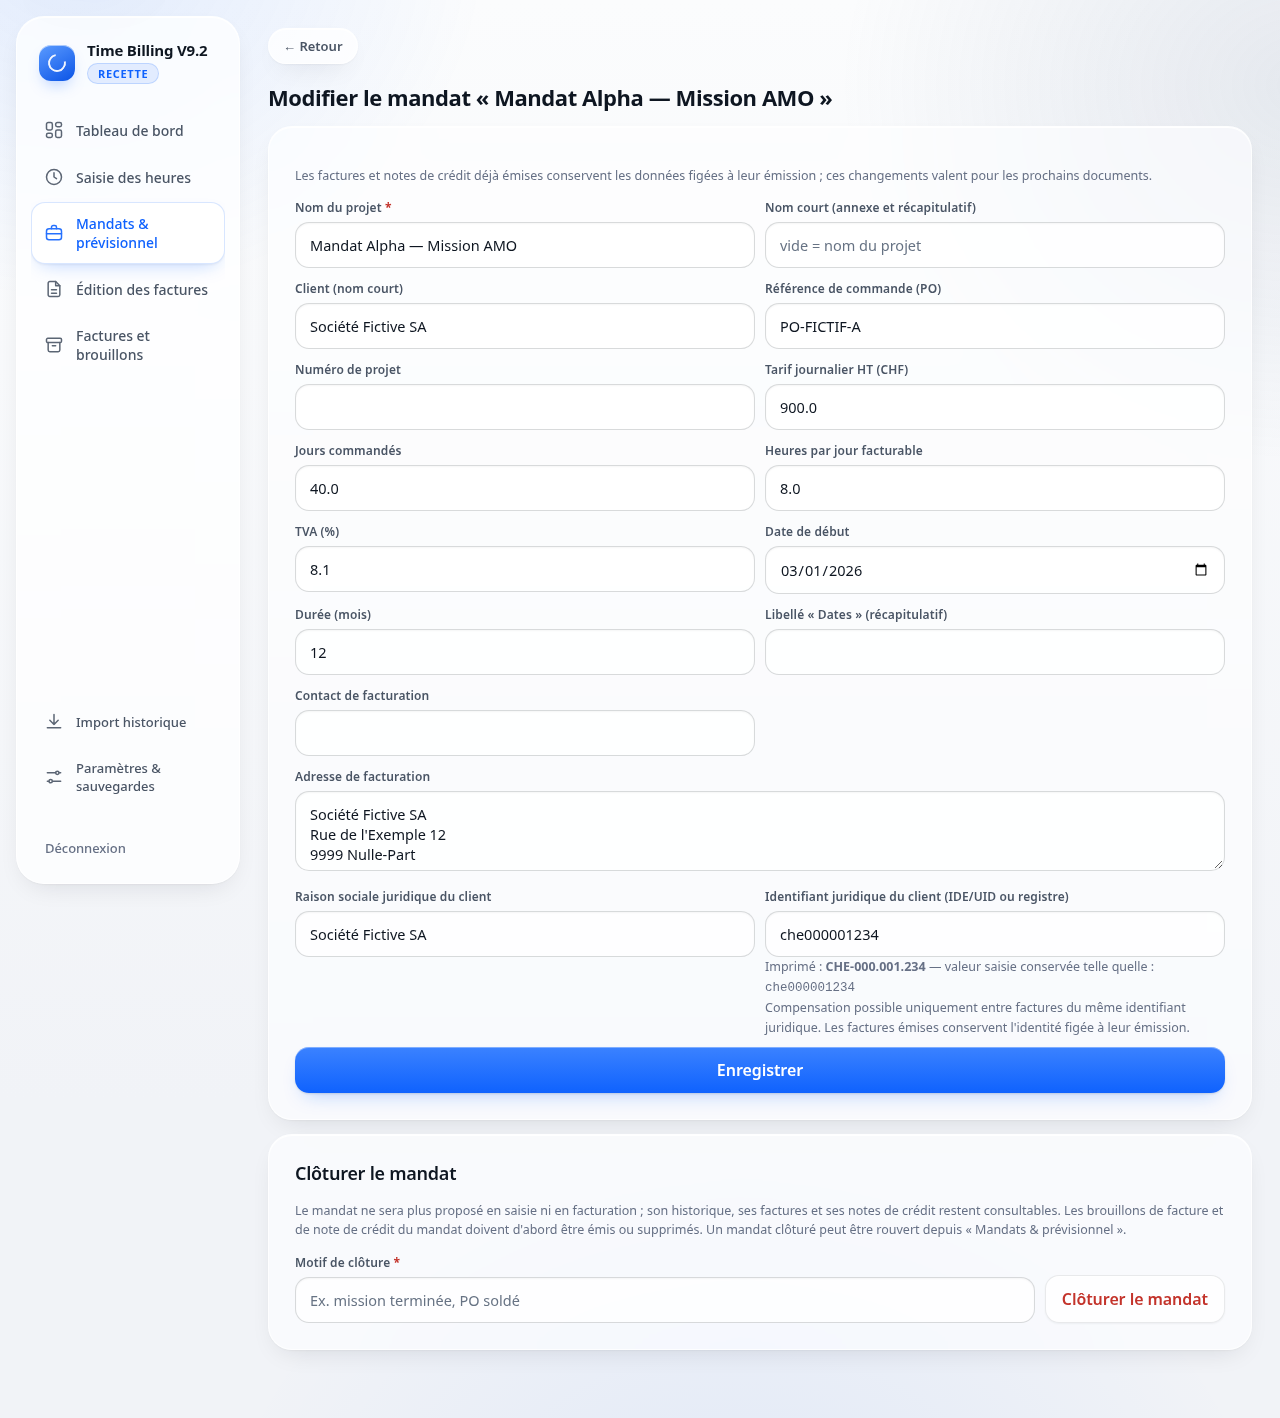 Time Billing V9.2
RECETTE
Tableau de bord
Saisie des heures
Mandats &
prévisionnel
Édition des factures
Factures et
brouillons
Import historique
Paramètres &
sauvegardes
Déconnexion
← Retour
Modifier le mandat « Mandat Alpha — Mission AMO »
Les factures et notes de crédit déjà émises conservent les données figées à leur émission ; ces changements valent pour les prochains documents.
Nom du projet *
Mandat Alpha — Mission AMO
Nom court (annexe et récapitulatif)
vide = nom du projet
Client (nom court)
Société Fictive SA
Référence de commande (PO)
PO-FICTIF-A
Numéro de projet
Tarif journalier HT (CHF)
900.0
Jours commandés
40.0
Heures par jour facturable
8.0
TVA (%)
8.1
Date de début
03/01/2026
Durée (mois)
12
Libellé « Dates » (récapitulatif)
Contact de facturation
Adresse de facturation
Société Fictive SA
Rue de l'Exemple 12
9999 Nulle-Part
Raison sociale juridique du client
Société Fictive SA
Identifiant juridique du client (IDE/UID ou registre)
che000001234
Imprimé : CHE-000.001.234 — valeur saisie conservée telle quelle :
che000001234
Compensation possible uniquement entre factures du même identifiant
juridique. Les factures émises conservent l'identité figée à leur émission.
Enregistrer
Clôturer le mandat
Le mandat ne sera plus proposé en saisie ni en facturation ; son historique, ses factures et ses notes de crédit restent consultables. Les brouillons de facture et
de note de crédit du mandat doivent d'abord être émis ou supprimés. Un mandat clôturé peut être rouvert depuis « Mandats & prévisionnel ».
Motif de clôture *
Ex. mission terminée, PO soldé
Clôturer le mandat